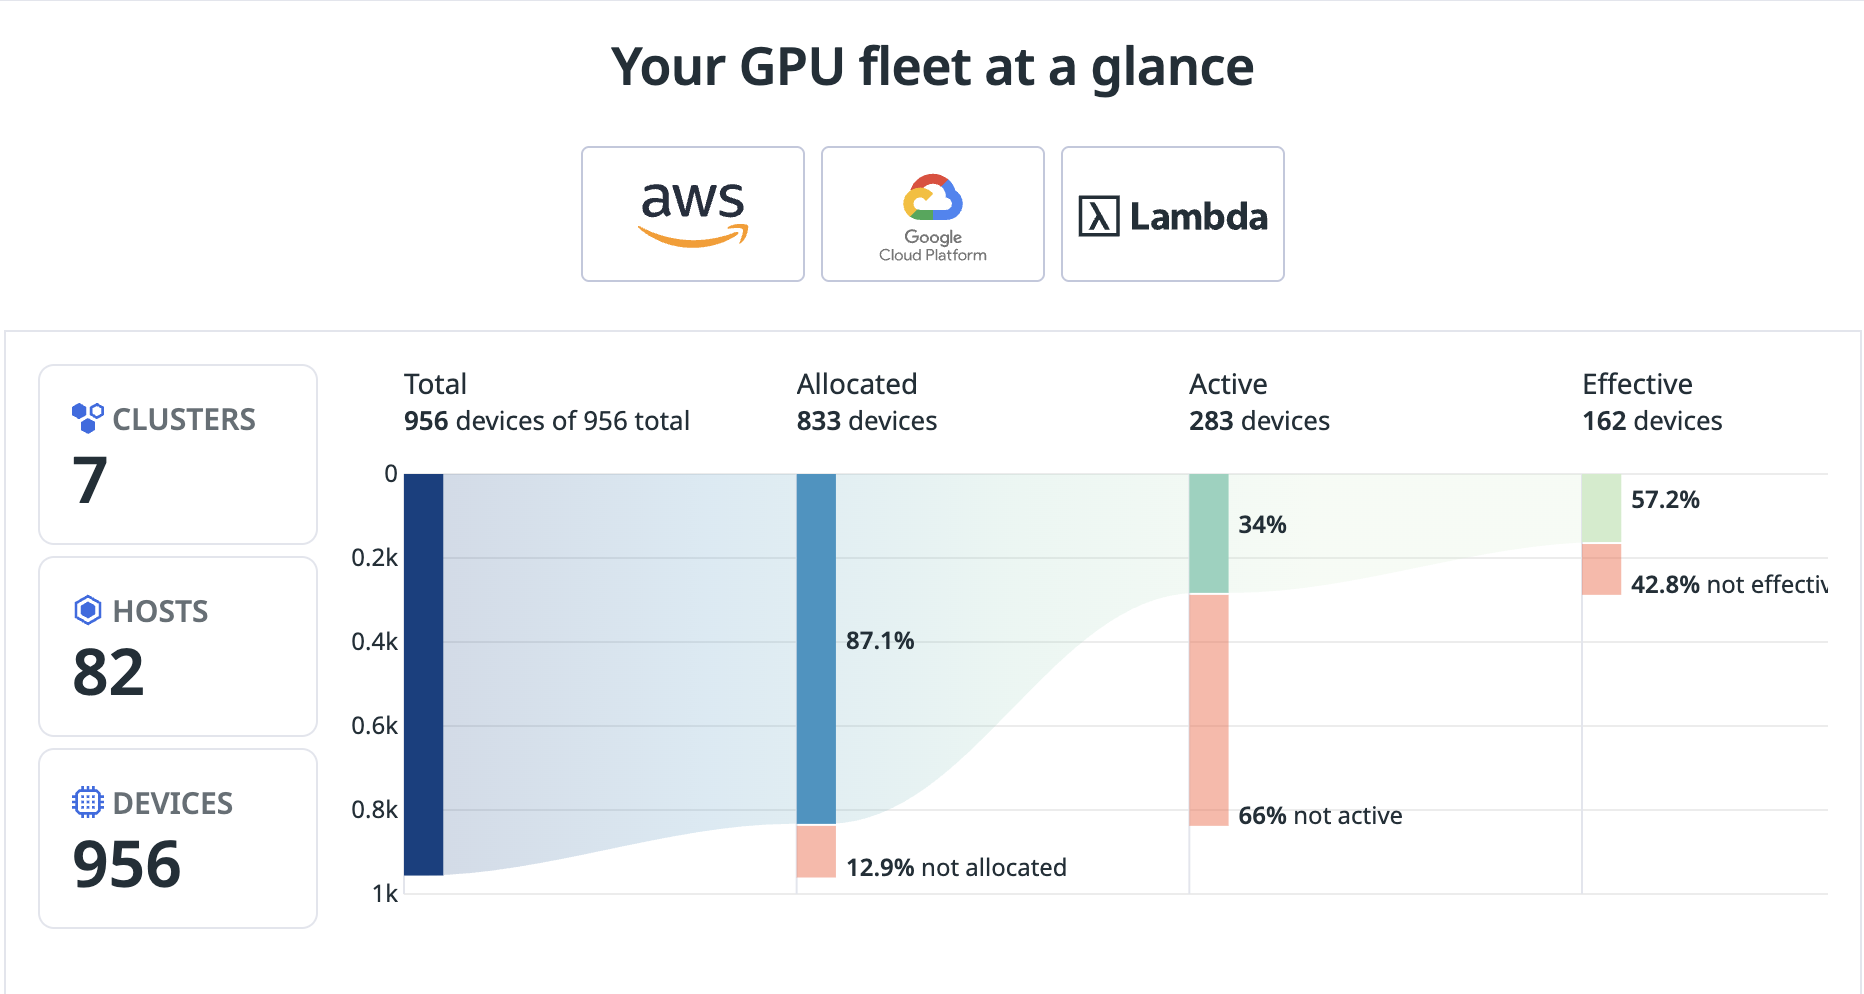 Your GPU fleet at a glance
aws
Google
Cloud Platform
Lambda
CLUSTERS
7
HOSTS
82
DEVICES
956
Total
956 devices of 956 total
Allocated
833 devices
Active
283 devices
Effective
162 devices
0
0.2k
0.4k
0.6k
0.8k
1k
87.1%
12.9% not allocated
34%
66% not active
57.2%
42.8% not effectiv